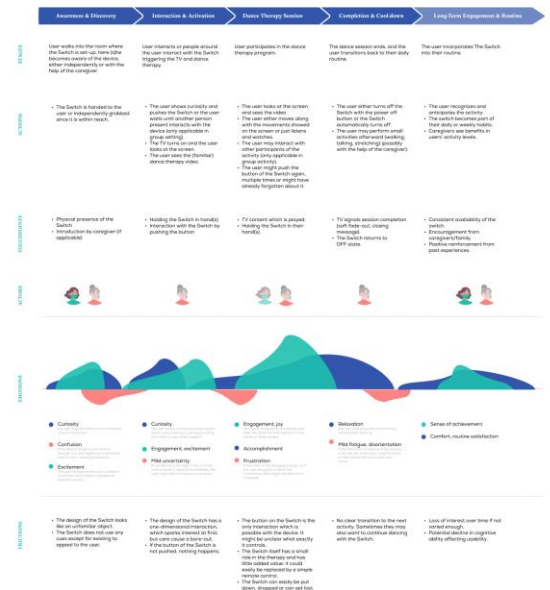 Awareness & Discovery
Interaction & Activation
Dance Therapy Session
Completion & Cool-down
Long-Term Engagement & Routine
STAGES
User walks into the room where
the Switch is set-up, here (s)he
becomes aware of the device,
either independently or with the
help of the caregiver.
User interacts or people around
the user interact with the Switch
triggering the TV and dance
therapy.
User participates in the dance
therapy program.
The dance session ends, and the
user transitions back to their daily
routine.
The user incorporates The Switch
into their routine.
ACTIONS
• The Switch is handed to the
user or independently grabbed
since it is within reach.
• The user shows curiosity and
pushes the Switch or the user
waits until another person
present interacts with the
device (only applicable in
group setting).
• The TV turns on and the user
looks at the screen.
• The user sees the (familiar)
dance therapy video.
• The user looks at the screen
and sees the video.
• The user either moves along
with the movements showed
on the screen or just listens
and watches.
• The user may interact with
other participants of the
activity (only applicable in
group activity).
• The user might push the
button of the Switch again,
multiple times or might have
already forgotten about it.
• The user either turns off the
Switch with the power off
button or the Switch
automatically turns off.
• The user may perform small
activities afterward (walking,
talking, stretching) (possibly
with the help of the caregiver).
• The user recognizes and
anticipates the activity.
• The switch becomes part of
their daily or weekly habits.
• Caregivers see benefits in
users' activity levels.
TOUCHPOINTS
• Physical presence of the
Switch
• Introduction by caregiver (if
applicable)
• Holding the Switch in hand(s)
• Interaction with the Switch by
pushing the button
• TV content which is played.
• Holding the Switch in their
hand(s).
• TV signals session completion
(soft fade-out, closing
message).
• The Switch returns to
OFF state.
• Consistent availability of the
switch.
• Encouragement from
caregivers/family.
• Positive reinforcement from
past experiences.
ACTORS
EMOTIONS
Curiosity
Confusion
Excitement
Curiosity
Engagement, excitement
Mild uncertainty
Engagement, joy
Accomplishment
Frustration
Relaxation
Mild fatigue, disorientation
Sense of achievement
Comfort, routine satisfaction
FRICTIONS
• The design of the Switch looks
like an unfamiliar object.
• The Switch does not use any
cues except for existing to
appeal to the user.
• The design of the Switch has a
one-dimensional interaction,
which sparks interest at first,
but can cause a bore-out.
• If the button of the Switch is
not pushed, nothing happens.
• The button on the Switch is the
only interaction which is
possible with the device. It
might be unclear what exactly
it controls.
• The Switch itself has a small
role in the therapy and has
little added value. It could
easily be replaced by a simple
remote control.
• The Switch can easily be put
down, dropped or can get lost.
• No clear transition to the next
activity. Sometimes they may
also want to continue dancing
with the Switch.
• Loss of interest over time if not
varied enough.
• Potential decline in cognitive
ability affecting usability.